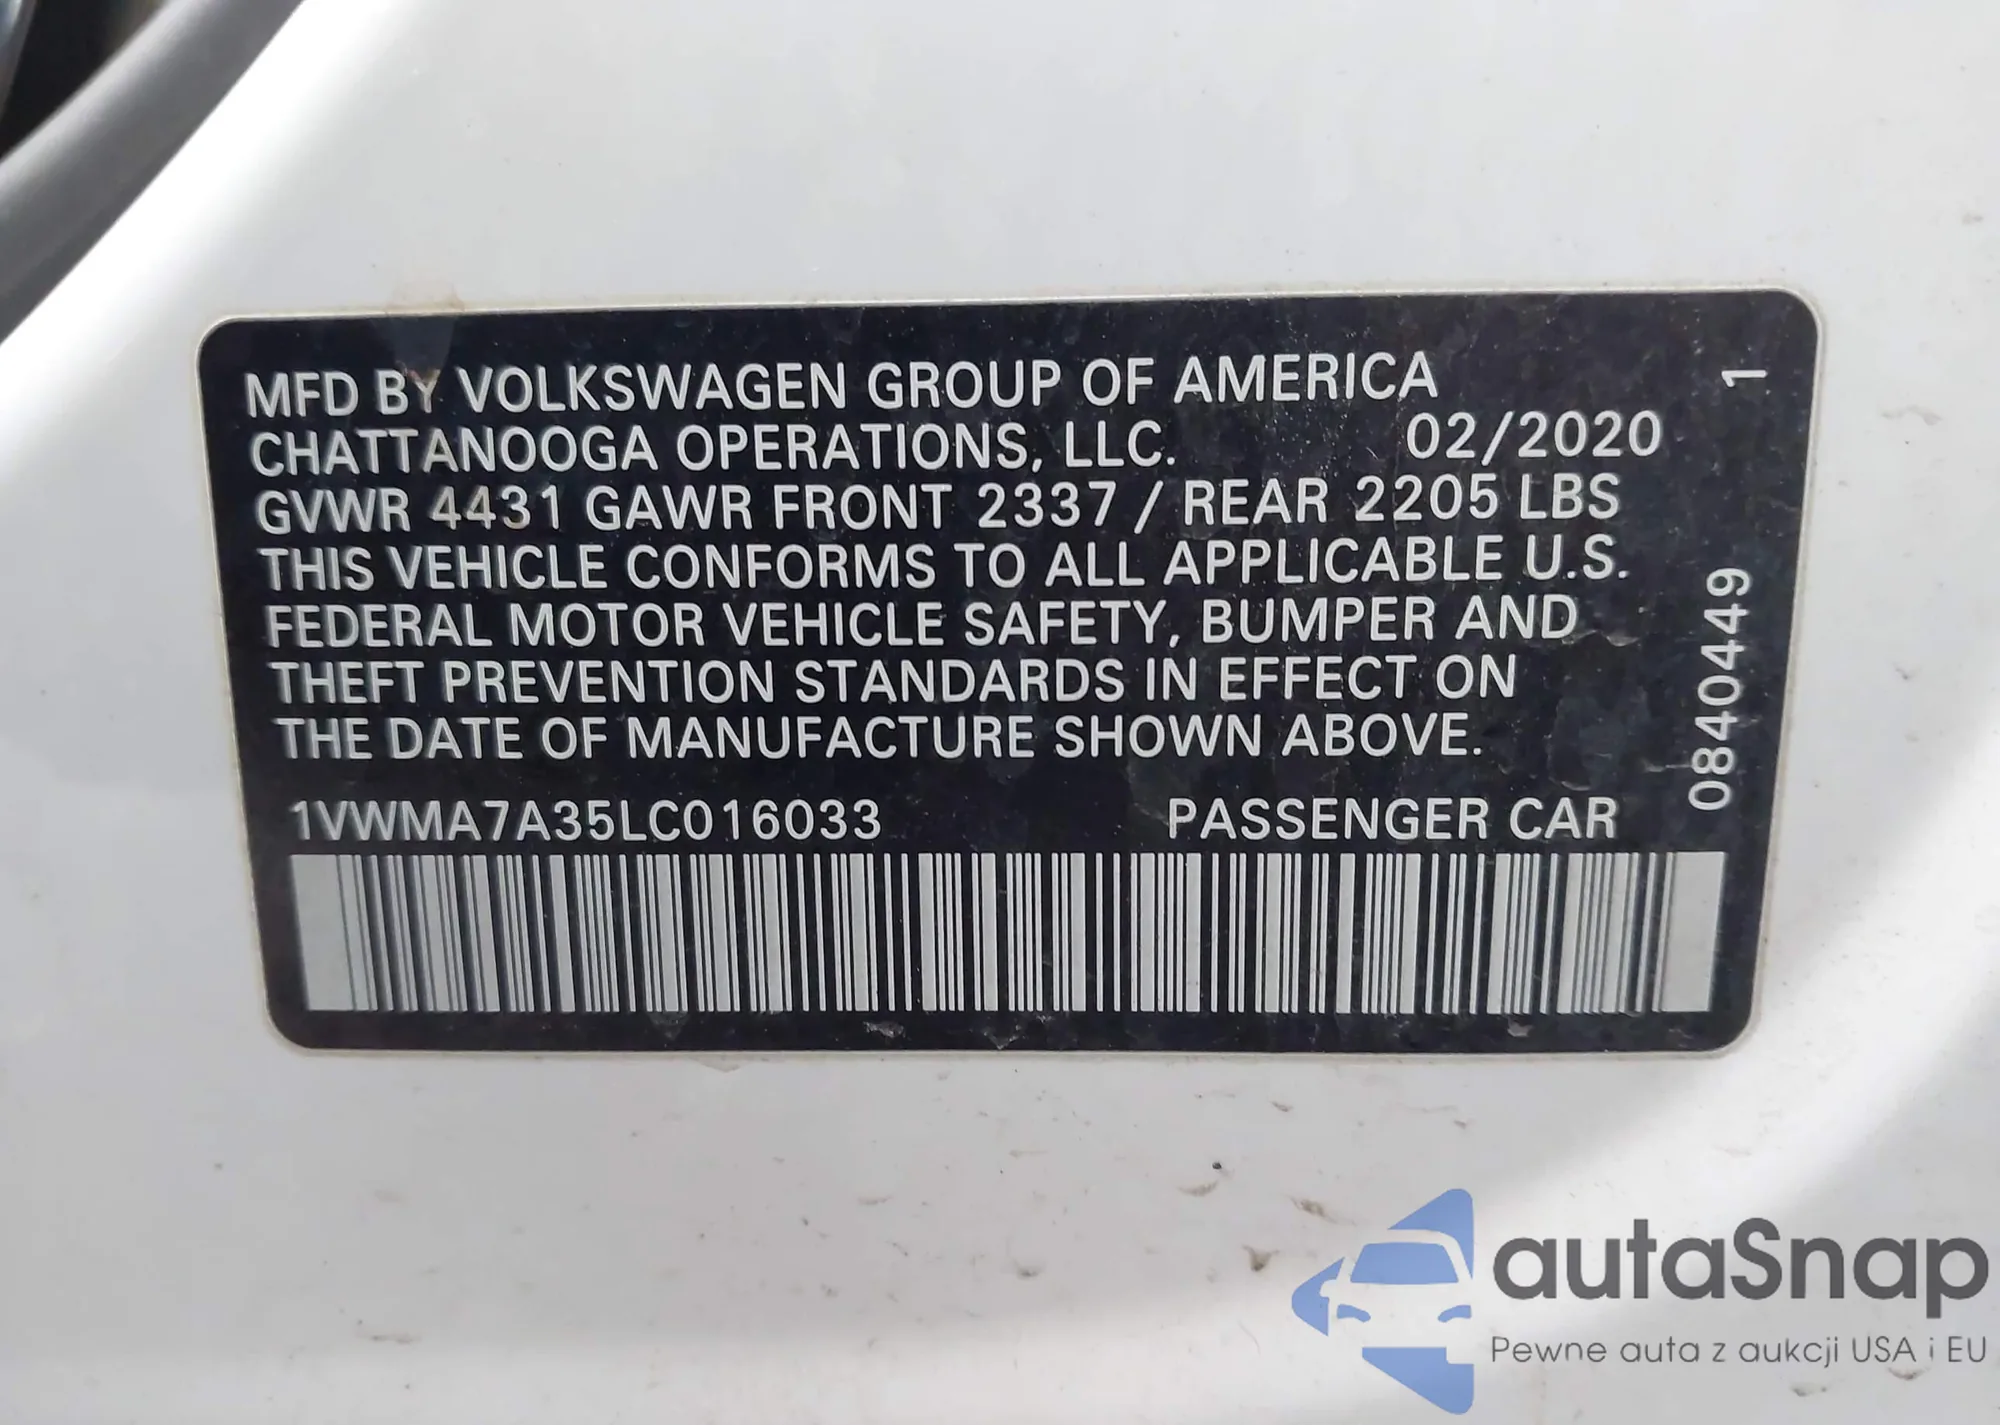 MFD BY VOLKSWAGEN GROUP OF AMERICA
CHATTANOOGA OPERATIONS, LLC. 02/2020
GVWR 4431 GAWR FRONT 2337 / REAR 2205 LBS
THIS VEHICLE CONFORMS TO ALL APPLICABLE U.S.
FEDERAL MOTOR VEHICLE SAFETY, BUMPER AND
THEFT PREVENTION STANDARDS IN EFFECT ON
THE DATE OF MANUFACTURE SHOWN ABOVE.
1VWMA7A35LC016033 PASSENGER CAR
0840449 1
autaSnap
Pewne auta z aukcji USA i EU